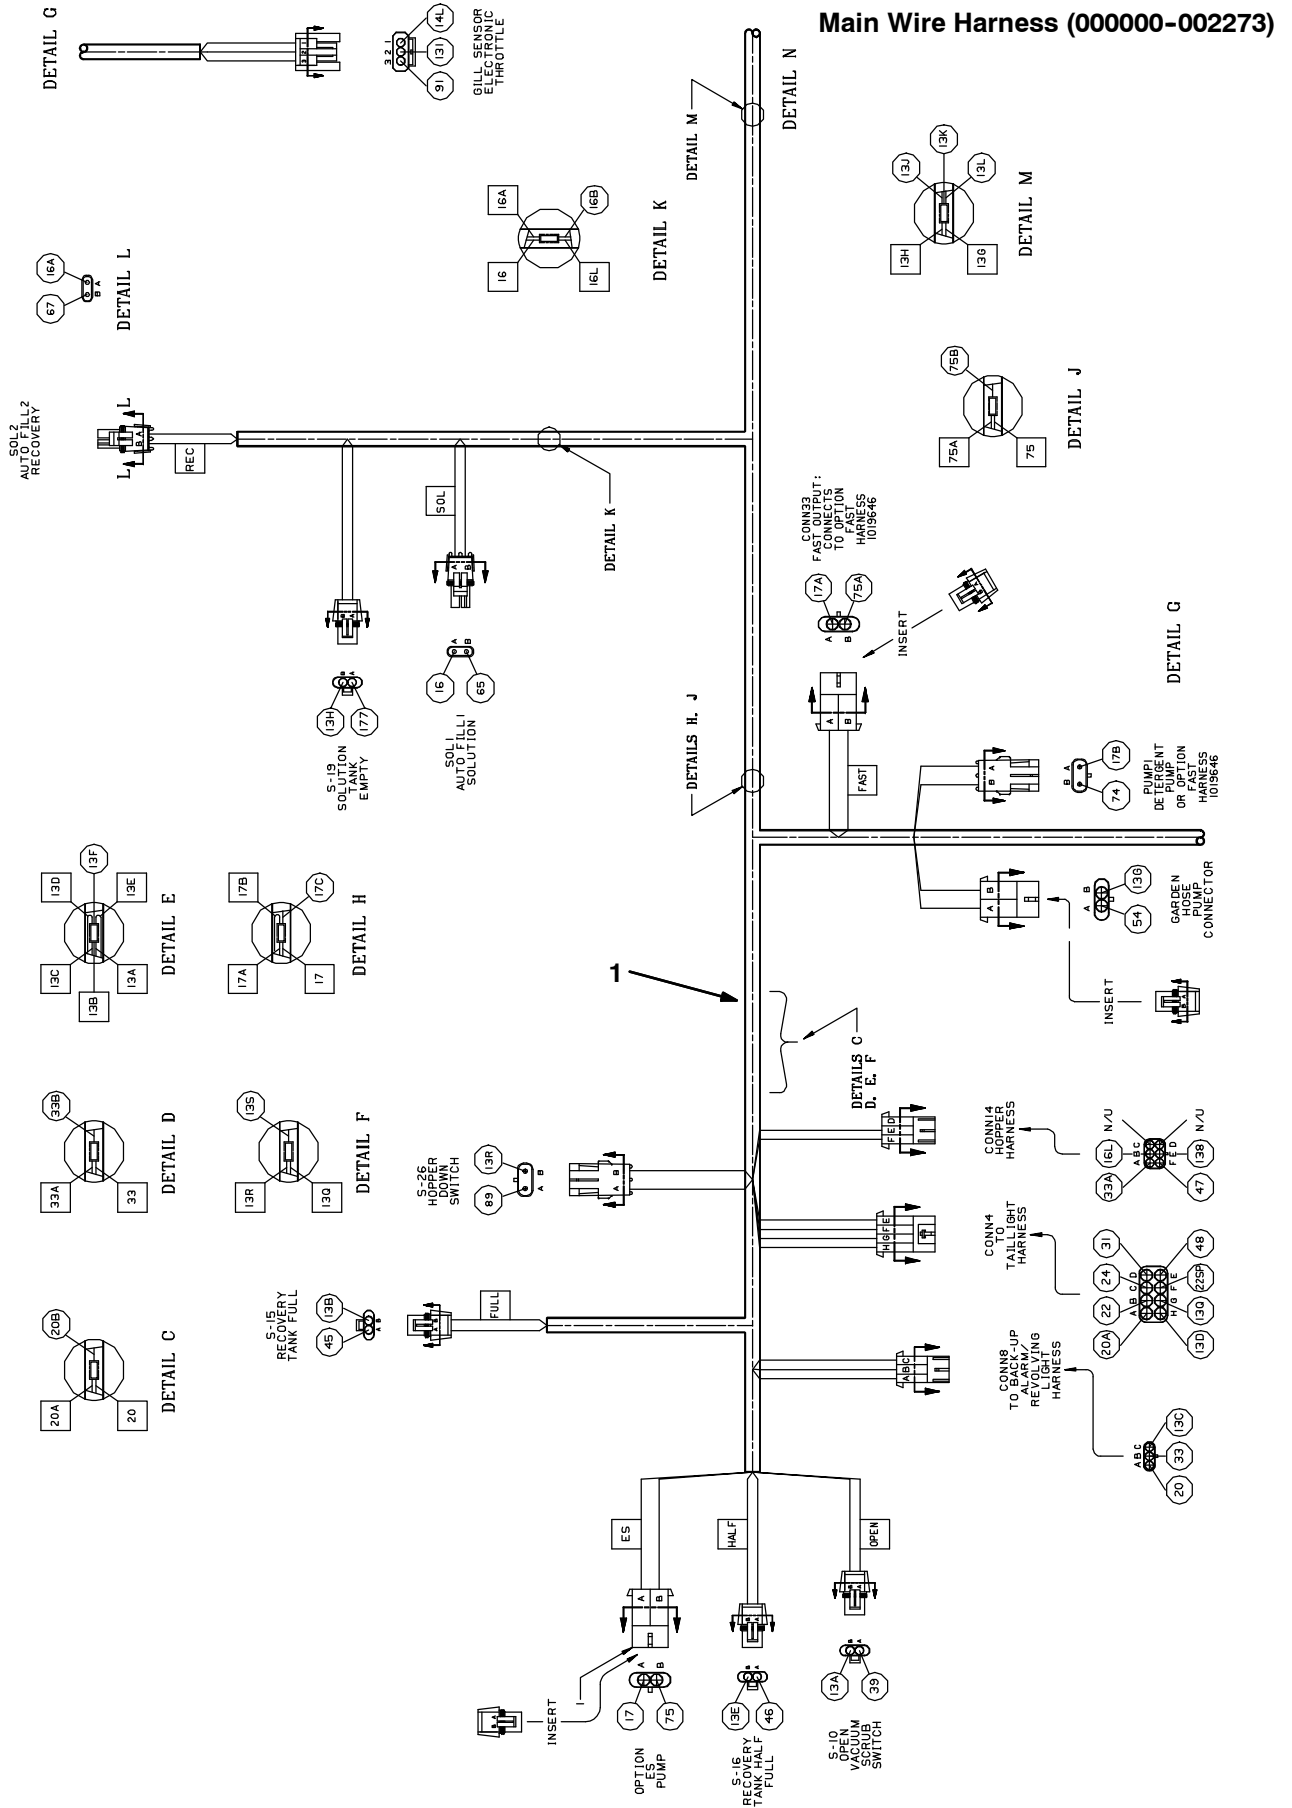 Main Wire Harness (000000-002273)
DETAIL G
3 2 1
3 2 1
14L
131
91
GILL SENSOR
ELECTRONIC
THROTTLE
DETAIL M
DETAIL N
13J
13K
13L
13H
13G
DETAIL M
16A
16B
16
16L
DETAIL K
16A
67
B A
DETAIL L
SOL2
AUTO FILL2
RECOVERY
L
L
B A
REC
SOL
A
B
DETAIL K
B
A
13H
177
S-19
SOLUTION
TANK
EMPTY
A
B
16
65
SOL1
AUTO FILL1
SOLUTION
75B
75A
75
DETAIL J
CONN33
FAST OUTPUT:
CONNECTS
TO OPTION
FAST
HARNESS
1019646
17A
75A
A
B
INSERT
A
B
FAST
DETAILS H, J
DETAIL G
B A
B A
17B
74
PUMP1
DETERGENT
PUMP
OR OPTION
FAST
HARNESS
1019646
A B
A B
13G
54
GARDEN
HOSE
PUMP
CONNECTOR
INSERT
B A
13F
13D
13E
13C
13A
13B
DETAIL E
17B
17C
17A
17
DETAIL H
1
DETAILS C
D, E, F
33B
33A
33
DETAIL D
13S
13R
13Q
DETAIL F
S-26
HOPPER
DOWN
SWITCH
13R
89
A B
F E D
CONN14
HOPPER
HARNESS
N/U
N/U
16L
A B C
F E D
138
33A
47
H G F E
CONN4
TO
TAILLIGHT
HARNESS
31
48
24
22SP
22
13Q
20A
13D
A B C D
H G F E
S-15
RECOVERY
TANK FULL
13B
45
A B
FULL
20B
20A
20
DETAIL C
A B C
CONN8
TO BACK-UP
ALARM/
REVOLVING
LIGHT
HARNESS
A B C
13C
33
20
ES
HALF
OPEN
A
B
INSERT
1
A
B
17
75
OPTION
ES
PUMP
B
A
13E
46
S-16
RECOVERY
TANK HALF
FULL
B
A
13A
39
S-10
OPEN
VACUUM
SCRUB
SWITCH